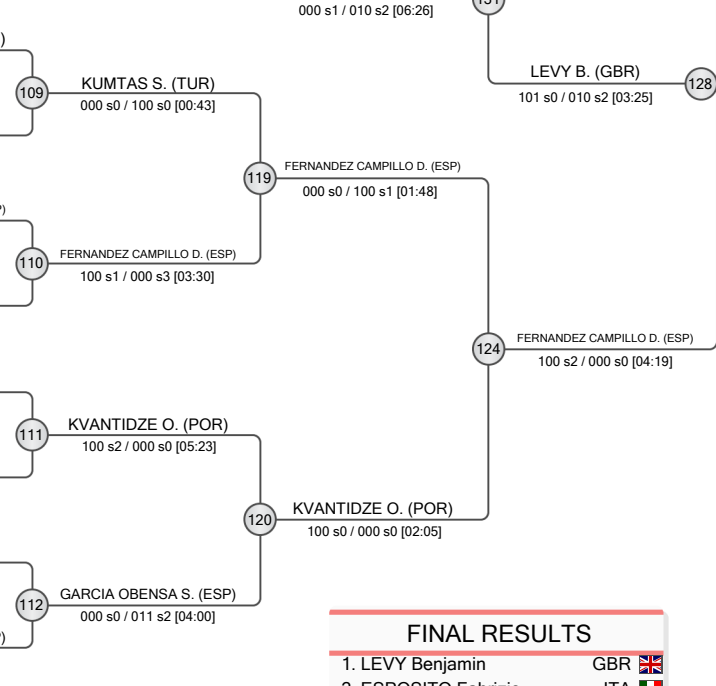 000 s1 / 010 s2 [06:26]
LEVY B. (GBR)
128
101 s0 / 010 s2 [03:25]
)
109
KUMTAS S. (TUR)
000 s0 / 100 s0 [00:43]
119
FERNANDEZ CAMPILLO D. (ESP)
000 s0 / 100 s1 [01:48]
110
FERNANDEZ CAMPILLO D. (ESP)
100 s1 / 000 s3 [03:30]
124
FERNANDEZ CAMPILLO D. (ESP)
100 s2 / 000 s0 [04:19]
111
KVANTIDZE O. (POR)
100 s2 / 000 s0 [05:23]
120
KVANTIDZE O. (POR)
100 s0 / 000 s0 [02:05]
112
GARCIA OBENSA S. (ESP)
000 s0 / 011 s2 [04:00]
FINAL RESULTS
1. LEVY Benjamin GBR
2. ESPOSITO Fabrizio ITA